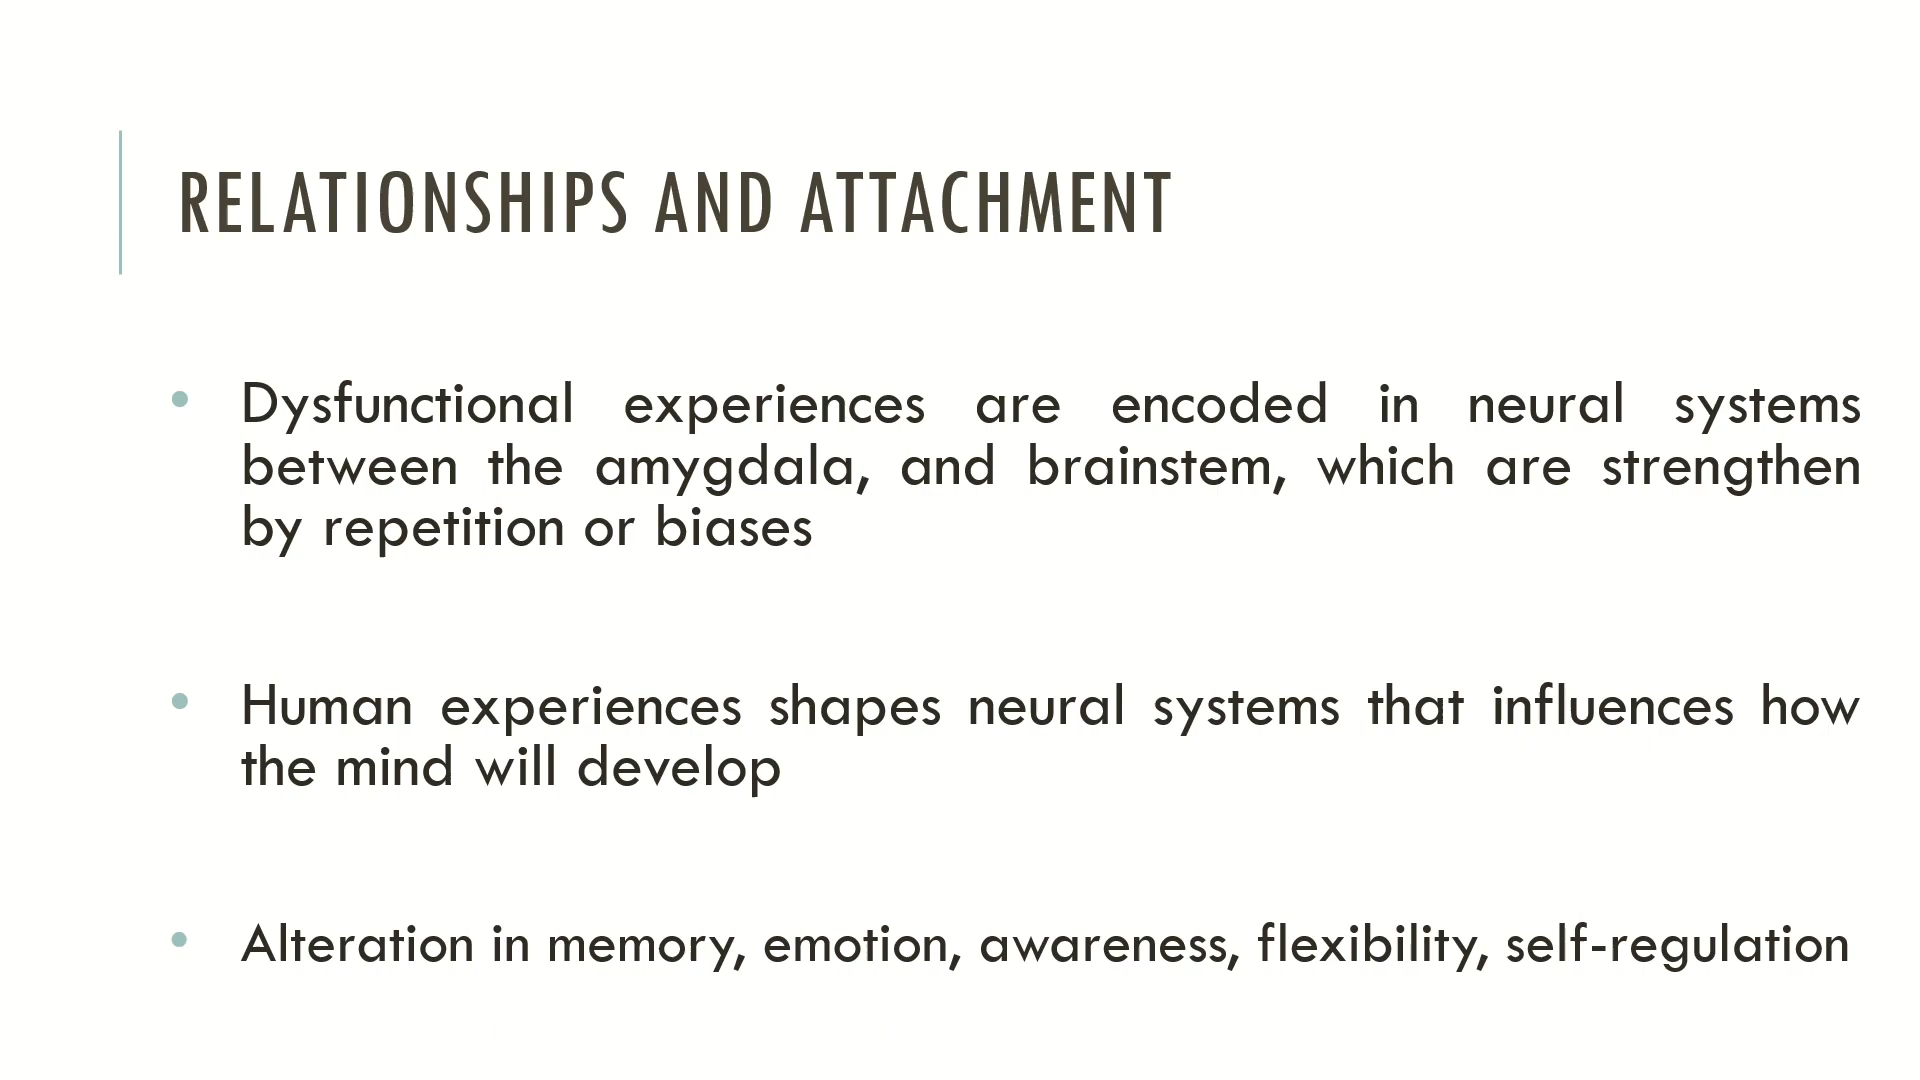 RELATIONSHIPS AND ATTACHMENT
• Dysfunctional experiences are encoded in neural systems
between the amygdala, and brainstem, which are strengthen
by repetition or biases
• Human experiences shapes neural systems that influences how
the mind will develop
• Alteration in memory, emotion, awareness, flexibility, self-regulation